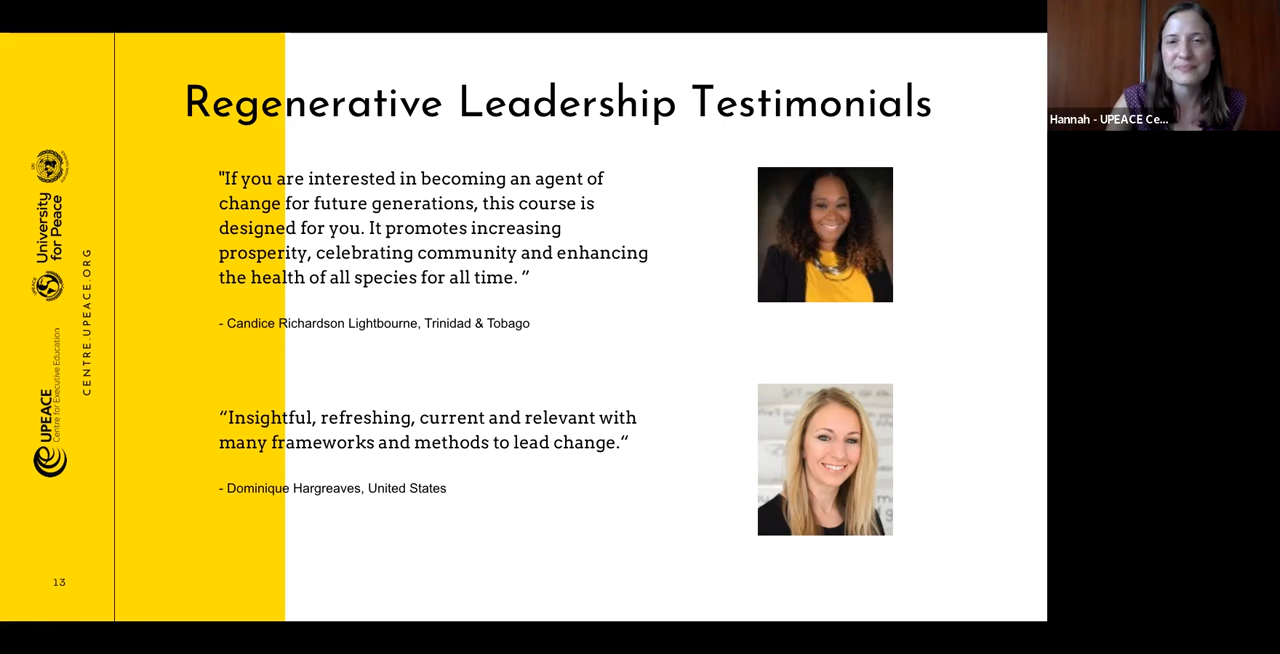 Regenerative Leadership Testimonials
"If you are interested in becoming an agent of
change for future generations, this course is
designed for you. It promotes increasing
prosperity, celebrating community and enhancing
the health of all species for all time. ”
- Candice Richardson Lightbourne, Trinidad & Tobago
“Insightful, refreshing, current and relevant with
many frameworks and methods to lead change.“
- Dominique Hargreaves, United States
University
for Peace
UPEACE
Centre for Executive Education
CENTRE.UPEACE.ORG
13
Hannah - UPEACE Ce...